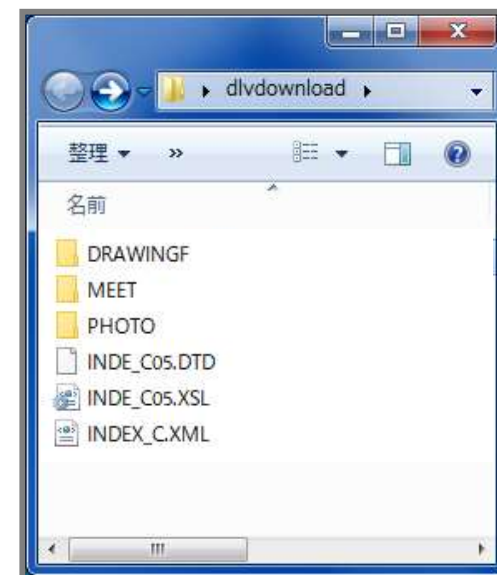 dlvdownload
整理 »
名前
DRAWINGF
MEET
PHOTO
INDE_C05.DTD
INDE_C05.XSL
INDEX_C.XML